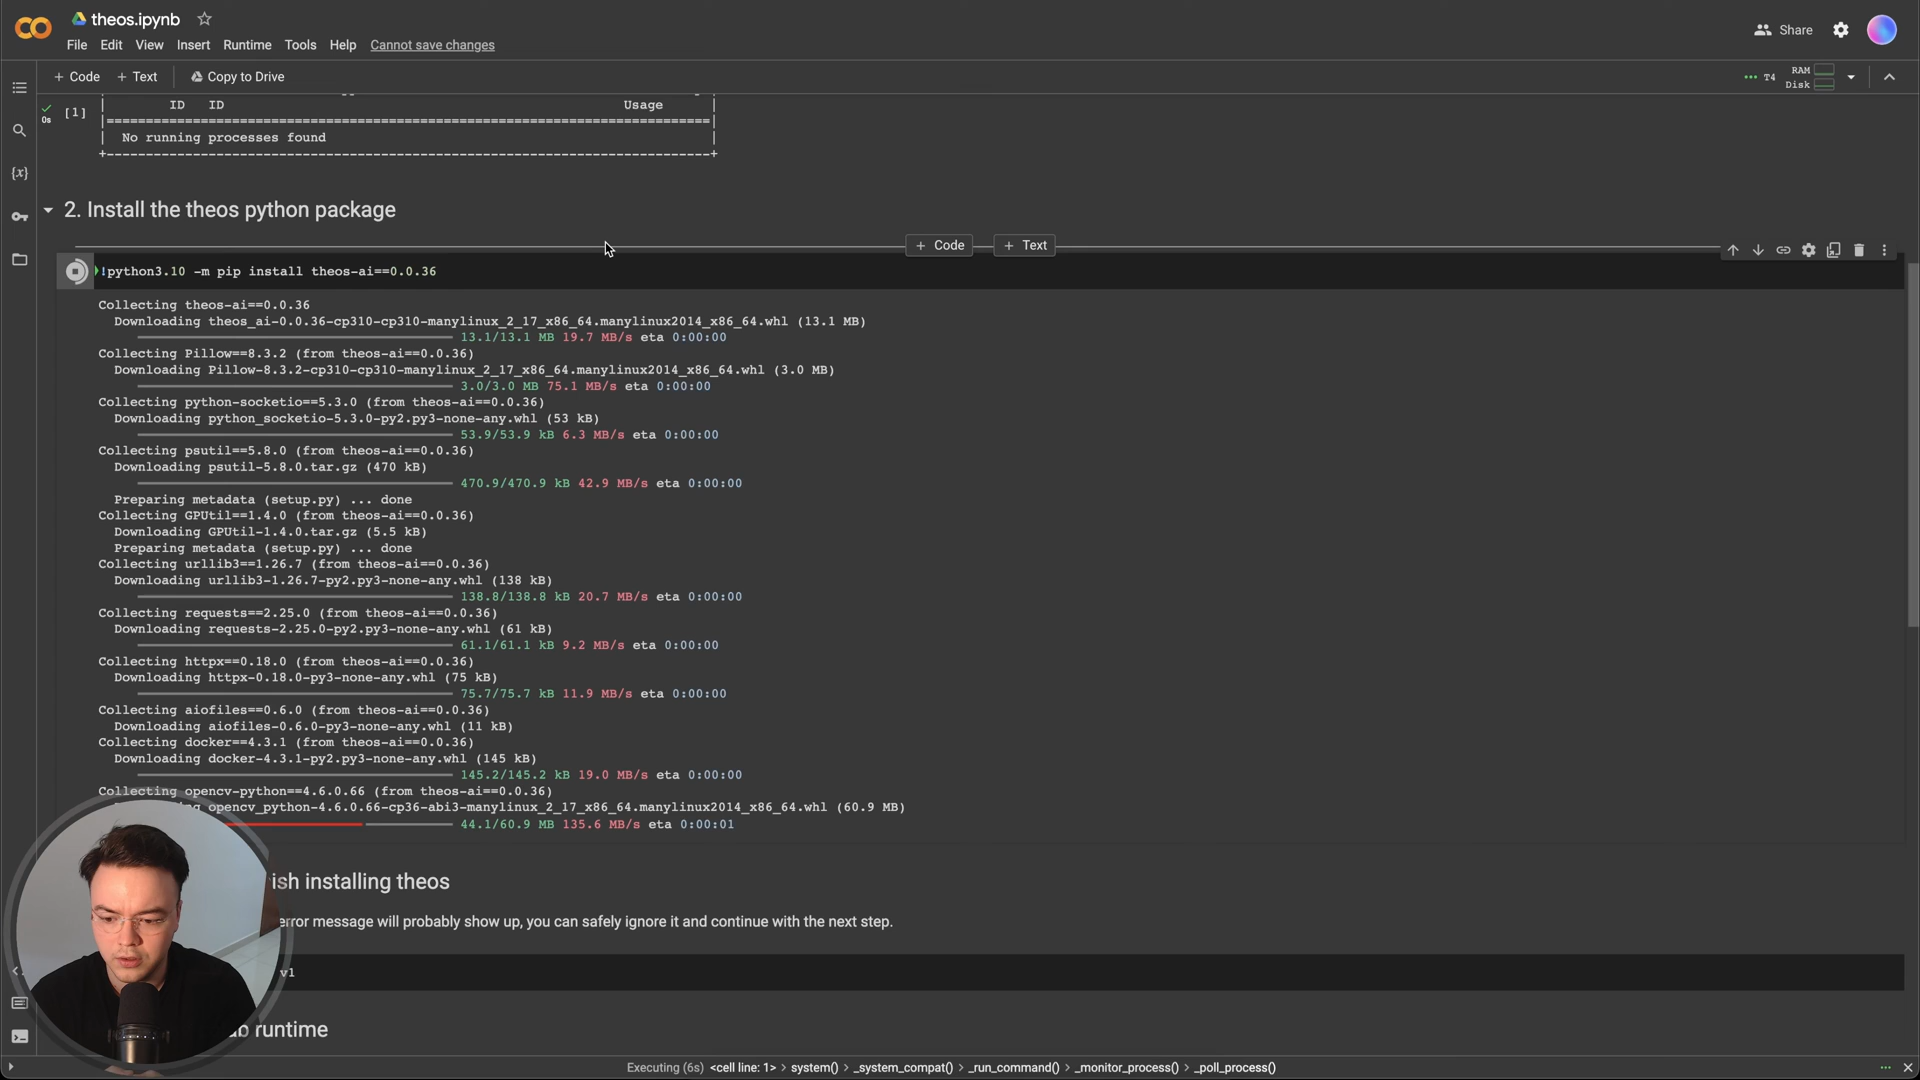 theos.ipynb
File Edit View Insert Runtime Tools Help Cannot save changes
Share
+ Code + Text Copy to Drive
T4 RAM
Disk
| ID ID Usage |
[1] |=============================================================================|
0s
| No running processes found |
+-----------------------------------------------------------------------------+
2. Install the theos python package
+ Code + Text
!python3.10 -m pip install theos-ai==0.0.36
Collecting theos-ai==0.0.36
Downloading theos_ai-0.0.36-cp310-cp310-manylinux_2_17_x86_64.manylinux2014_x86_64.whl (13.1 MB)
13.1/13.1 MB 19.7 MB/s eta 0:00:00
Collecting Pillow==8.3.2 (from theos-ai==0.0.36)
Downloading Pillow-8.3.2-cp310-cp310-manylinux_2_17_x86_64.manylinux2014_x86_64.whl (3.0 MB)
3.0/3.0 MB 75.1 MB/s eta 0:00:00
Collecting python-socketio==5.3.0 (from theos-ai==0.0.36)
Downloading python_socketio-5.3.0-py2.py3-none-any.whl (53 kB)
53.9/53.9 kB 6.3 MB/s eta 0:00:00
Collecting psutil==5.8.0 (from theos-ai==0.0.36)
Downloading psutil-5.8.0.tar.gz (470 kB)
470.9/470.9 kB 42.9 MB/s eta 0:00:00
Preparing metadata (setup.py) ... done
Collecting GPUtil==1.4.0 (from theos-ai==0.0.36)
Downloading GPUtil-1.4.0.tar.gz (5.5 kB)
Preparing metadata (setup.py) ... done
Collecting urllib3==1.26.7 (from theos-ai==0.0.36)
Downloading urllib3-1.26.7-py2.py3-none-any.whl (138 kB)
138.8/138.8 kB 20.7 MB/s eta 0:00:00
Collecting requests==2.25.0 (from theos-ai==0.0.36)
Downloading requests-2.25.0-py2.py3-none-any.whl (61 kB)
61.1/61.1 kB 9.2 MB/s eta 0:00:00
Collecting httpx==0.18.0 (from theos-ai==0.0.36)
Downloading httpx-0.18.0-py3-none-any.whl (75 kB)
75.7/75.7 kB 11.9 MB/s eta 0:00:00
Collecting aiofiles==0.6.0 (from theos-ai==0.0.36)
Downloading aiofiles-0.6.0-py3-none-any.whl (11 kB)
Collecting docker==4.3.1 (from theos-ai==0.0.36)
Downloading docker-4.3.1-py2.py3-none-any.whl (145 kB)
145.2/145.2 kB 19.0 MB/s eta 0:00:00
Collecting opencv-python==4.6.0.66 (from theos-ai==0.0.36)
opencv_python-4.6.0.66-cp36-abi3-manylinux_2_17_x86_64.manylinux2014_x86_64.whl (60.9 MB)
44.1/60.9 MB 135.6 MB/s eta 0:00:01
ish installing theos
error message will probably show up, you can safely ignore it and continue with the next step.
v1
runtime
Executing (6s) <cell line: 1> > system() > _system_compat() > _run_command() > _monitor_process() > _poll_process()